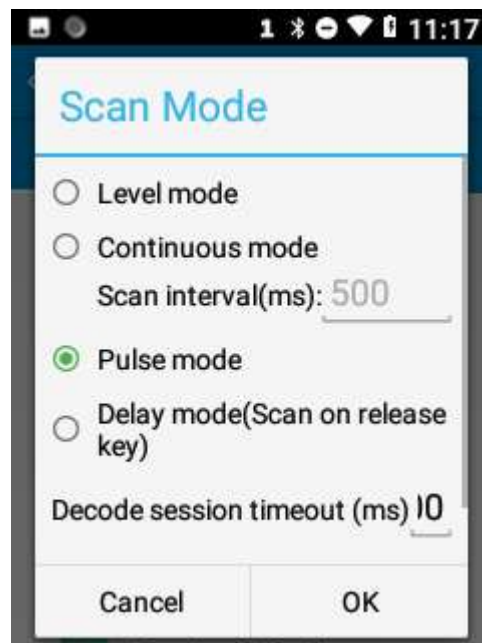 1 11:17
Scan Mode
Level mode
Continuous mode
Scan interval(ms): 500
Pulse mode
Delay mode(Scan on release
key)
Decode session timeout (ms)
Cancel OK